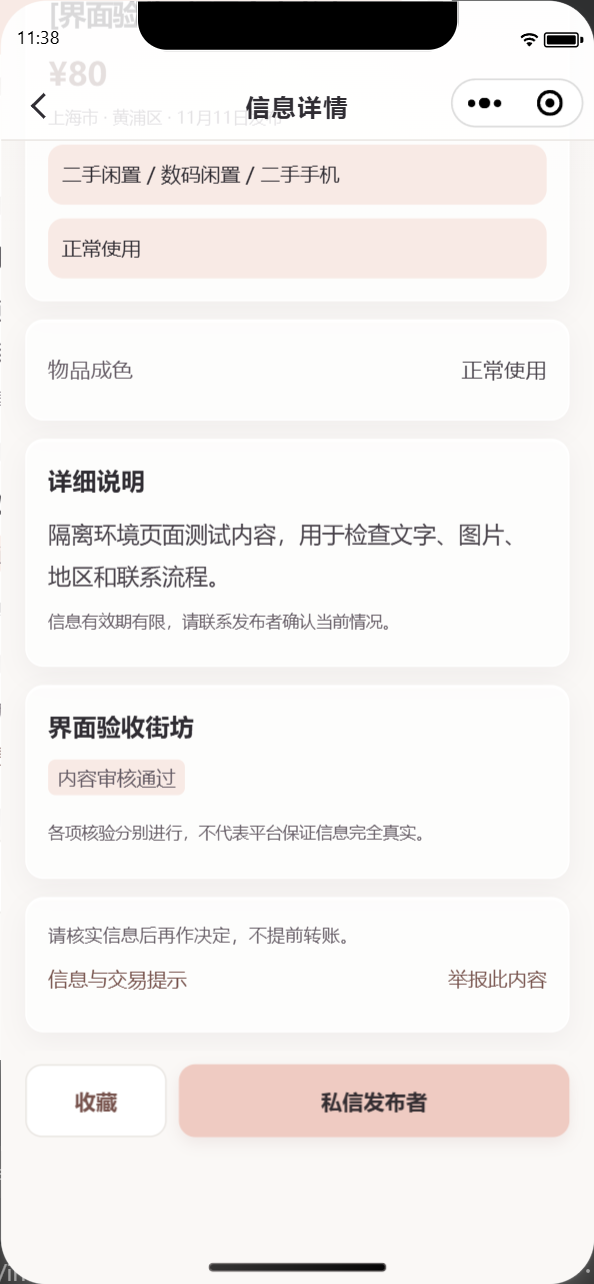 [界面验
11:38
¥80
信息详情
上海市 · 黄浦区 · 11月11日发布
二手闲置 / 数码闲置 / 二手手机
正常使用
物品成色 正常使用
详细说明
隔离环境页面测试内容，用于检查文字、图片、
地区和联系流程。
信息有效期有限，请联系发布者确认当前情况。
界面验收街坊
内容审核通过
各项核验分别进行，不代表平台保证信息完全真实。
请核实信息后再作决定，不提前转账。
信息与交易提示 举报此内容
收藏 私信发布者